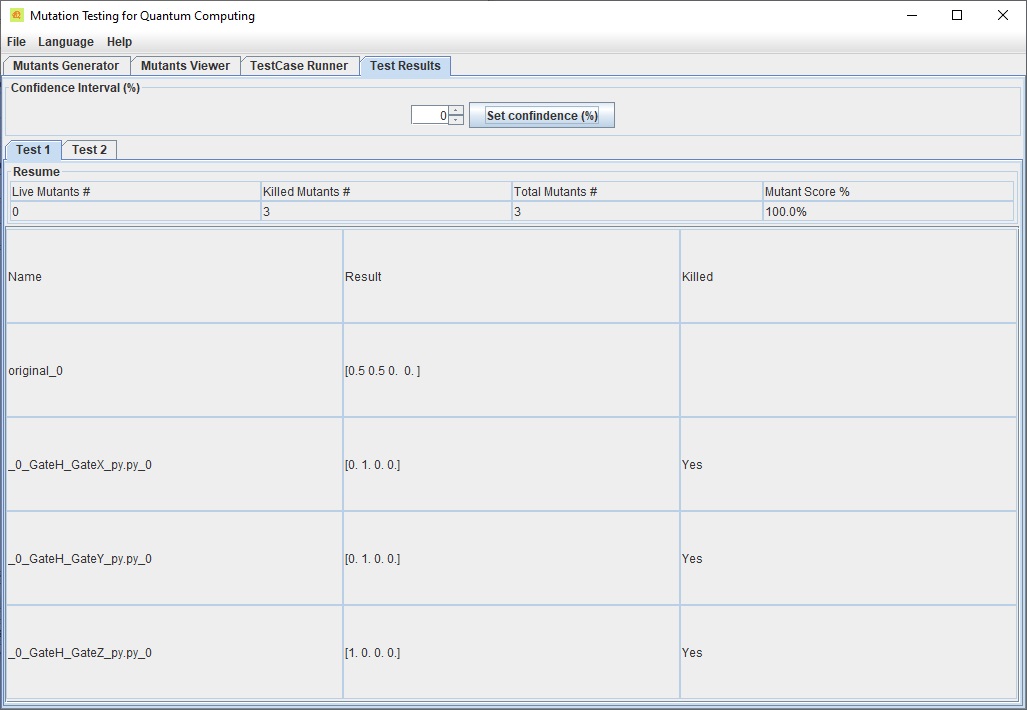 Mutation Testing for Quantum Computing
File Language Help
Mutants Generator Mutants Viewer TestCase Runner Test Results
Confidence Interval (%)
0 Set confindence (%)
Test 1 Test 2
Resume
Live Mutants # Killed Mutants # Total Mutants # Mutant Score %
0 3 3 100.0%
Name Result Killed
original_0 [0.5 0.5 0.  0. ]
_0_GateH_GateX_py.py_0 [0. 1. 0. 0.] Yes
_0_GateH_GateY_py.py_0 [0. 1. 0. 0.] Yes
_0_GateH_GateZ_py.py_0 [1. 0. 0. 0.] Yes